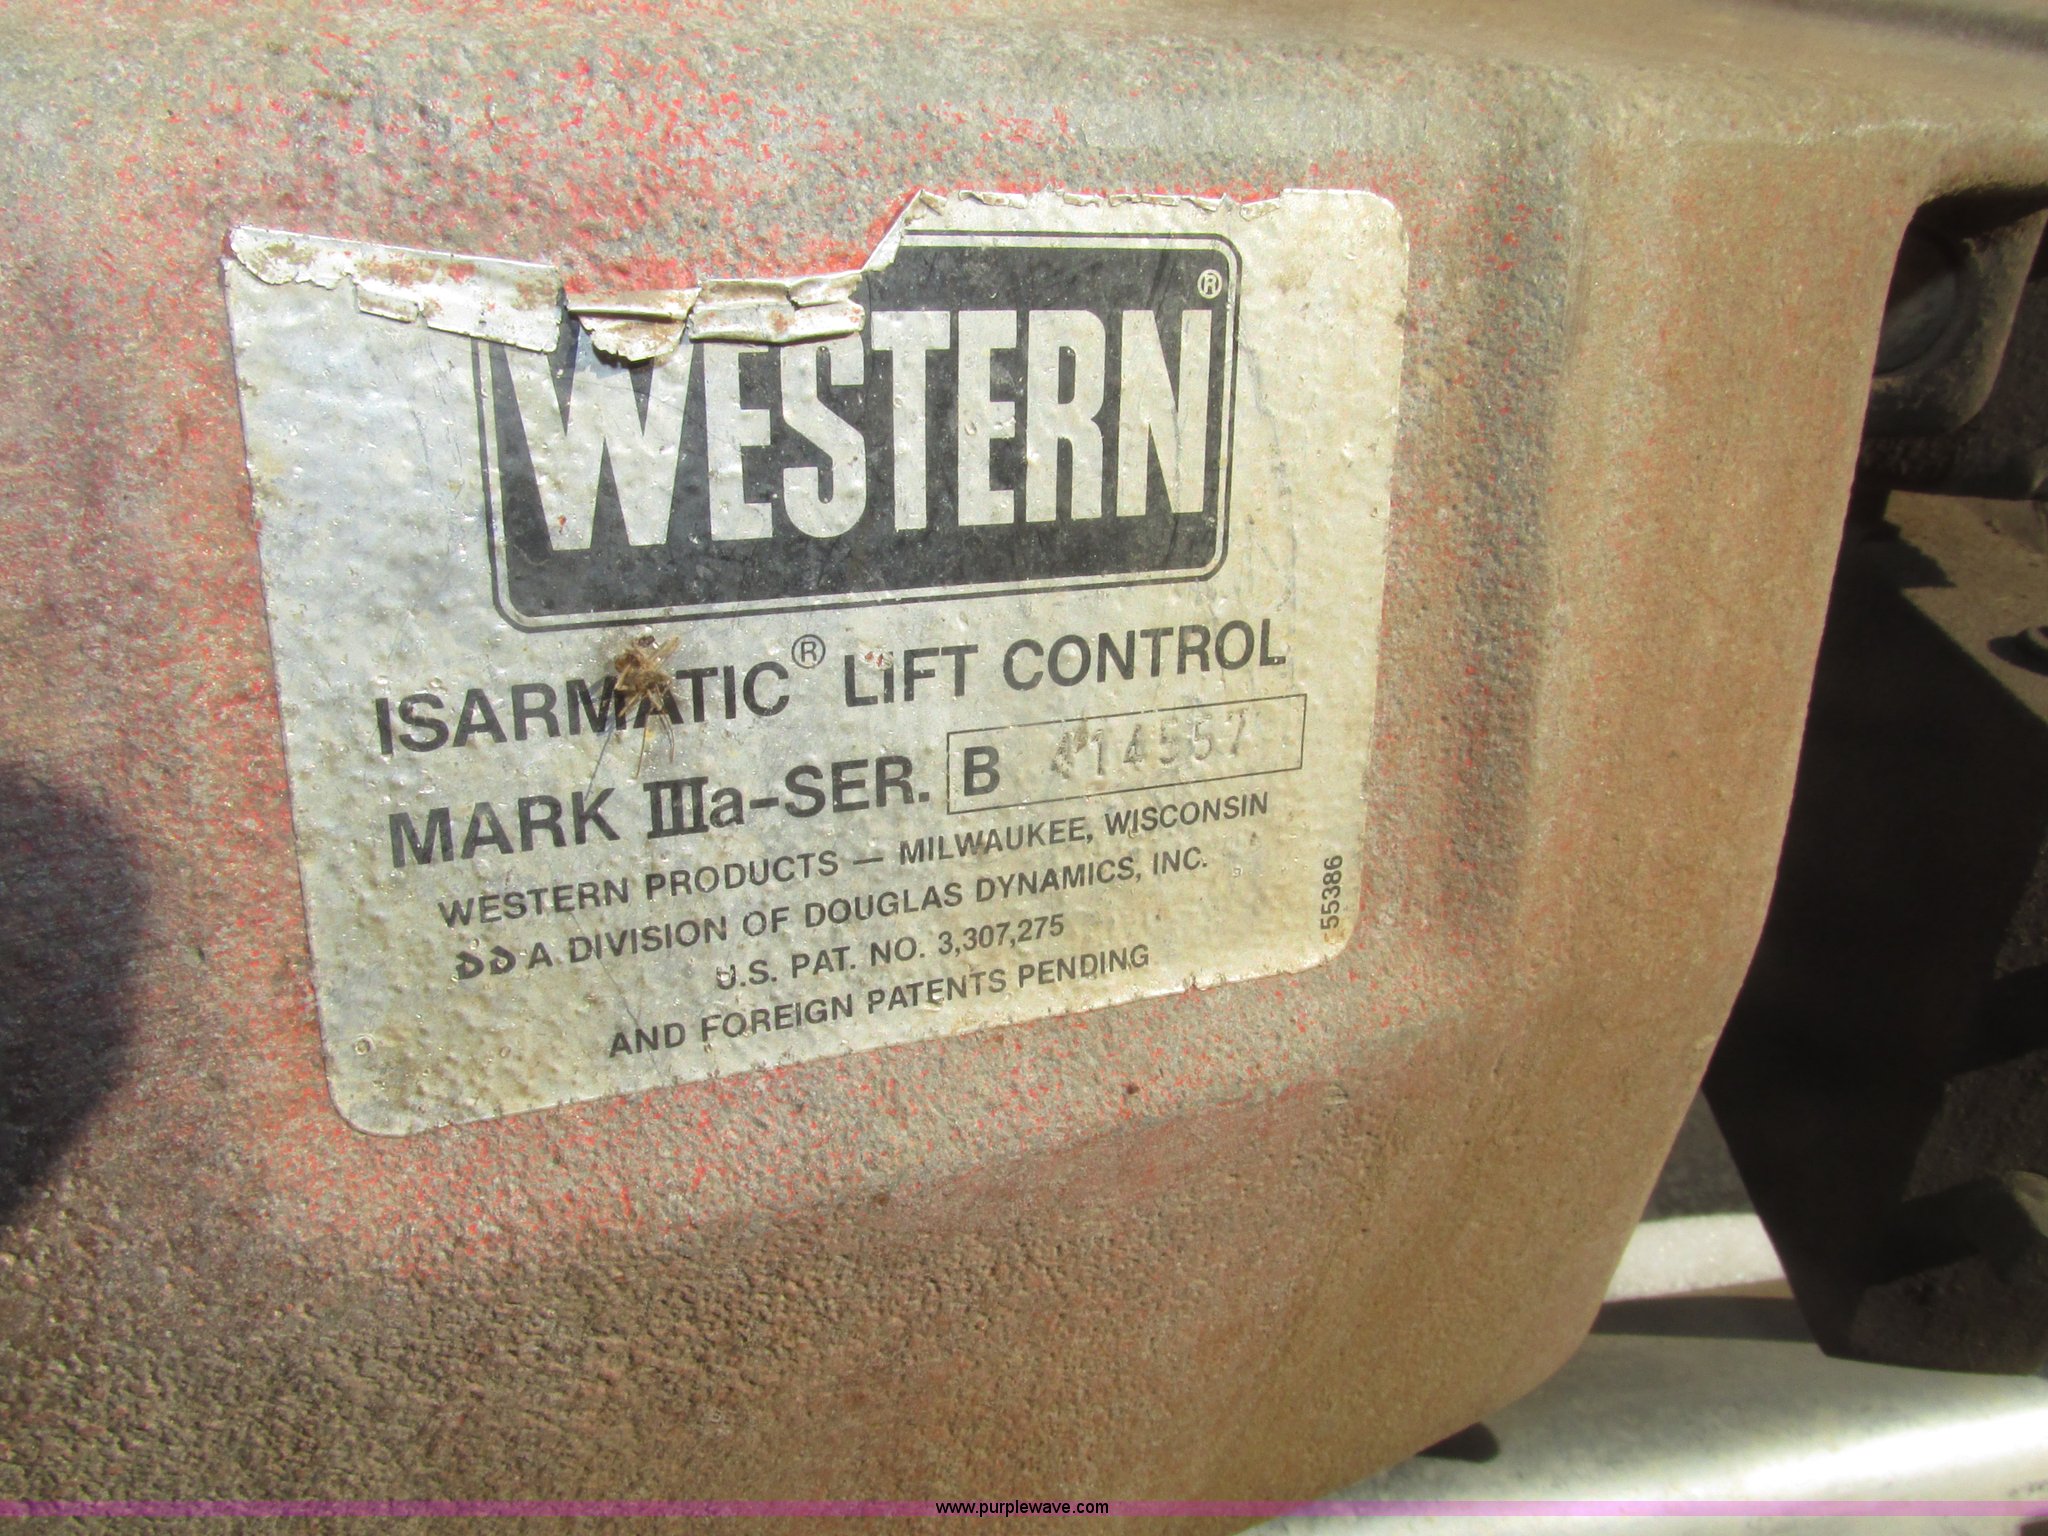 WESTERN®
ISARMATIC® LIFT CONTROL
MARK IIIa-SER. B 414557
WESTERN PRODUCTS — MILWAUKEE, WISCONSIN
A DIVISION OF DOUGLAS DYNAMICS, INC.
U.S. PAT. NO. 3,307,275
AND FOREIGN PATENTS PENDING
55386
www.purplewave.com